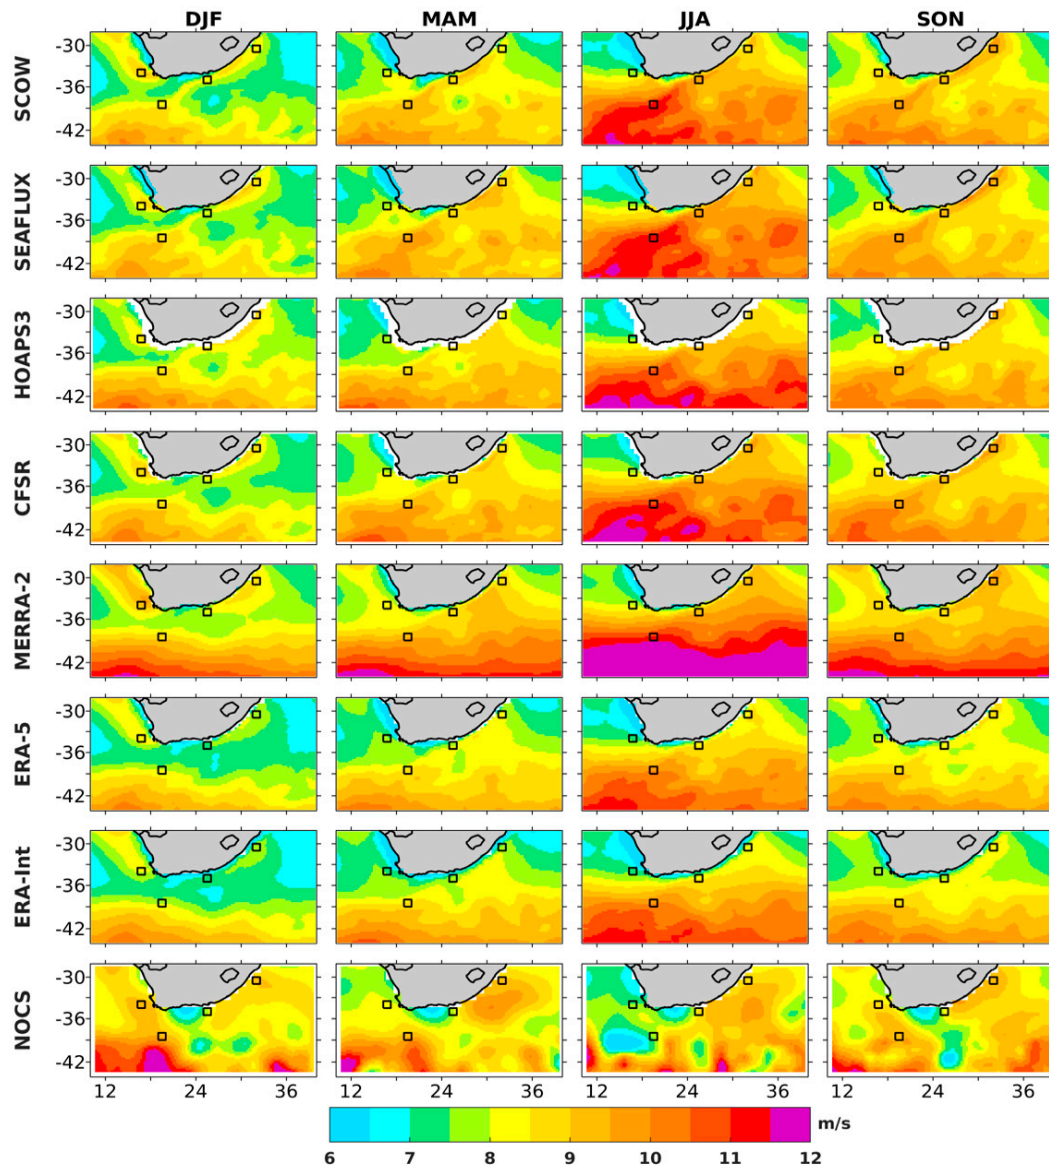 DJF MAM JJA SON
SCOW -30 -36 -42
SEAFLUX -30 -36 -42
HOAPS3 -30 -36 -42
CFSR -30 -36 -42
MERRA-2 -30 -36 -42
ERA-5 -30 -36 -42
ERA-Int -30 -36 -42
NOCS -30 -36 -42
12 24 36 12 24 36 12 24 36 12 24 36
m/s
6 7 8 9 10 11 12